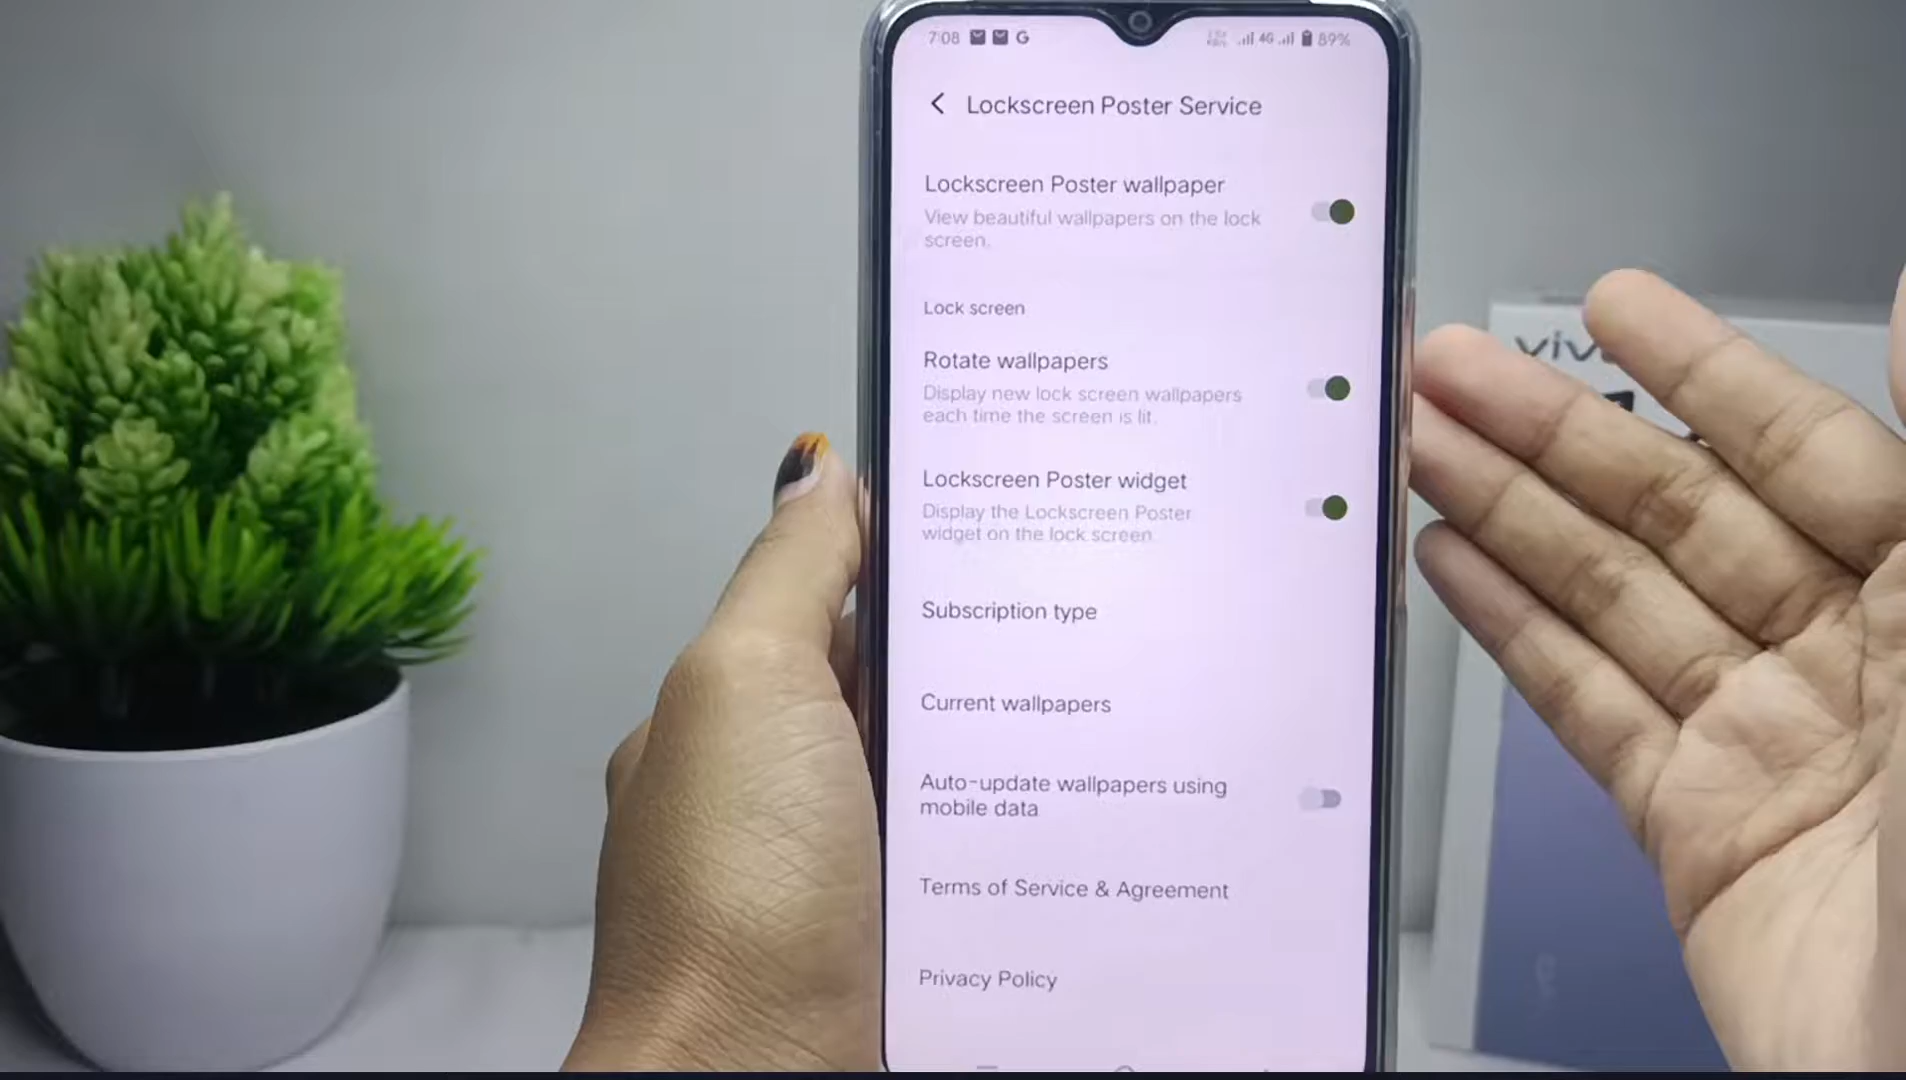 7:08 G 4G 89%
Lockscreen Poster Service
Lockscreen Poster wallpaper
View beautiful wallpapers on the lock
screen.
Lock screen
Rotate wallpapers
Display new lock screen wallpapers
each time the screen is lit.
Lockscreen Poster widget
Display the Lockscreen Poster
widget on the lock screen.
Subscription type
Current wallpapers
Auto-update wallpapers using
mobile data
Terms of Service & Agreement
Privacy Policy